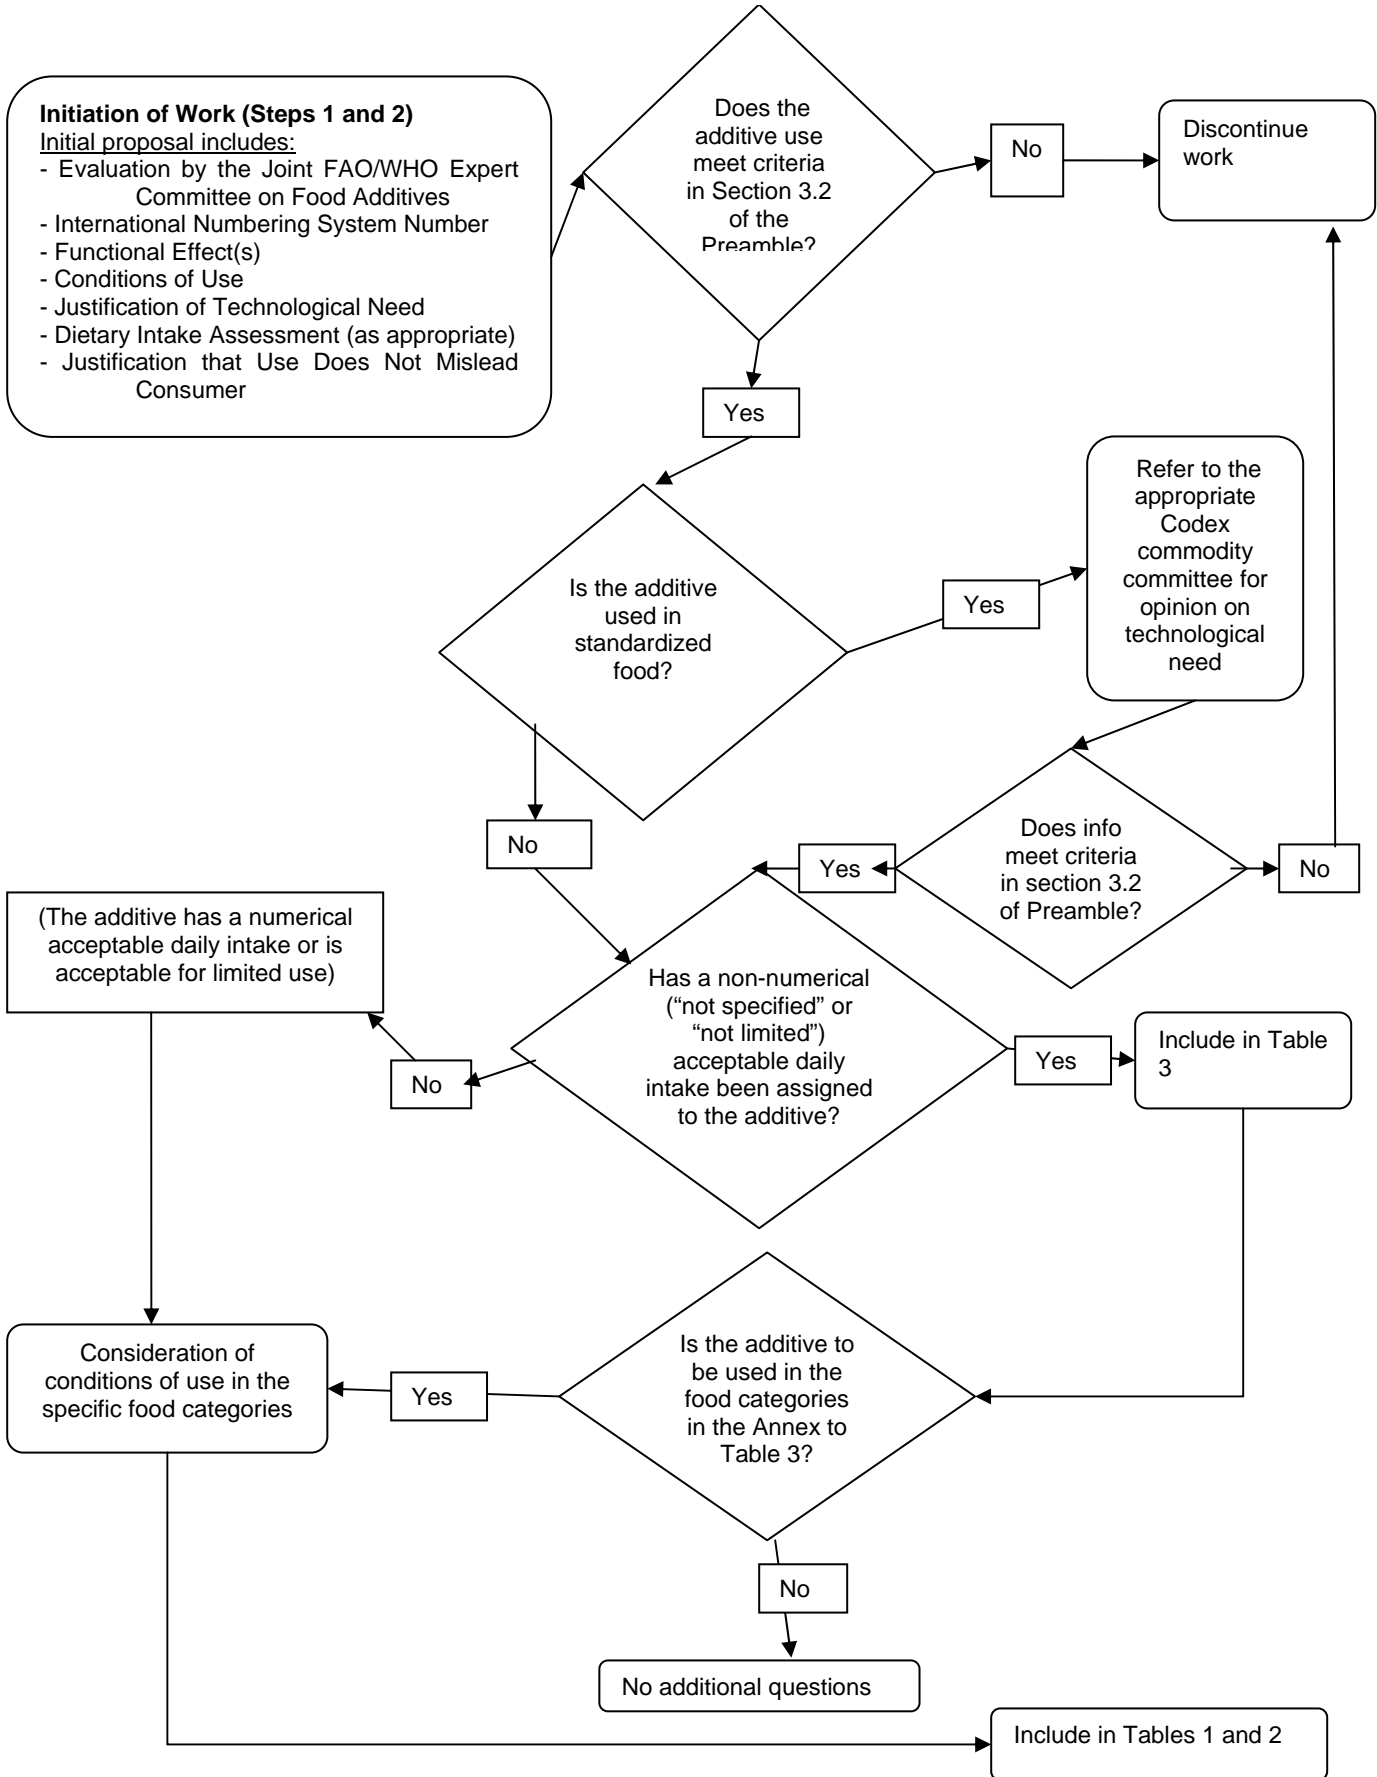 Initiation of Work (Steps 1 and 2)
Initial proposal includes:
- Evaluation by the Joint FAO/WHO Expert
Committee on Food Additives
- International Numbering System Number
- Functional Effect(s)
- Conditions of Use
- Justification of Technological Need
- Dietary Intake Assessment (as appropriate)
- Justification that Use Does Not Mislead
Consumer
Does the
additive use
meet criteria
in Section 3.2
of the
Preamble?
No
Discontinue
work
Yes
Is the additive
used in
standardized
food?
Yes
Refer to the
appropriate
Codex
commodity
committee for
opinion on
technological
need
No
Does info
meet criteria
in section 3.2
of Preamble?
Yes
No
(The additive has a numerical
acceptable daily intake or is
acceptable for limited use)
Has a non-numerical
(“not specified” or
“not limited”)
acceptable daily
intake been assigned
to the additive?
No
Yes
Include in Table
3
Consideration of
conditions of use in the
specific food categories
Yes
Is the additive to
be used in the
food categories
in the Annex to
Table 3?
No
No additional questions
Include in Tables 1 and 2